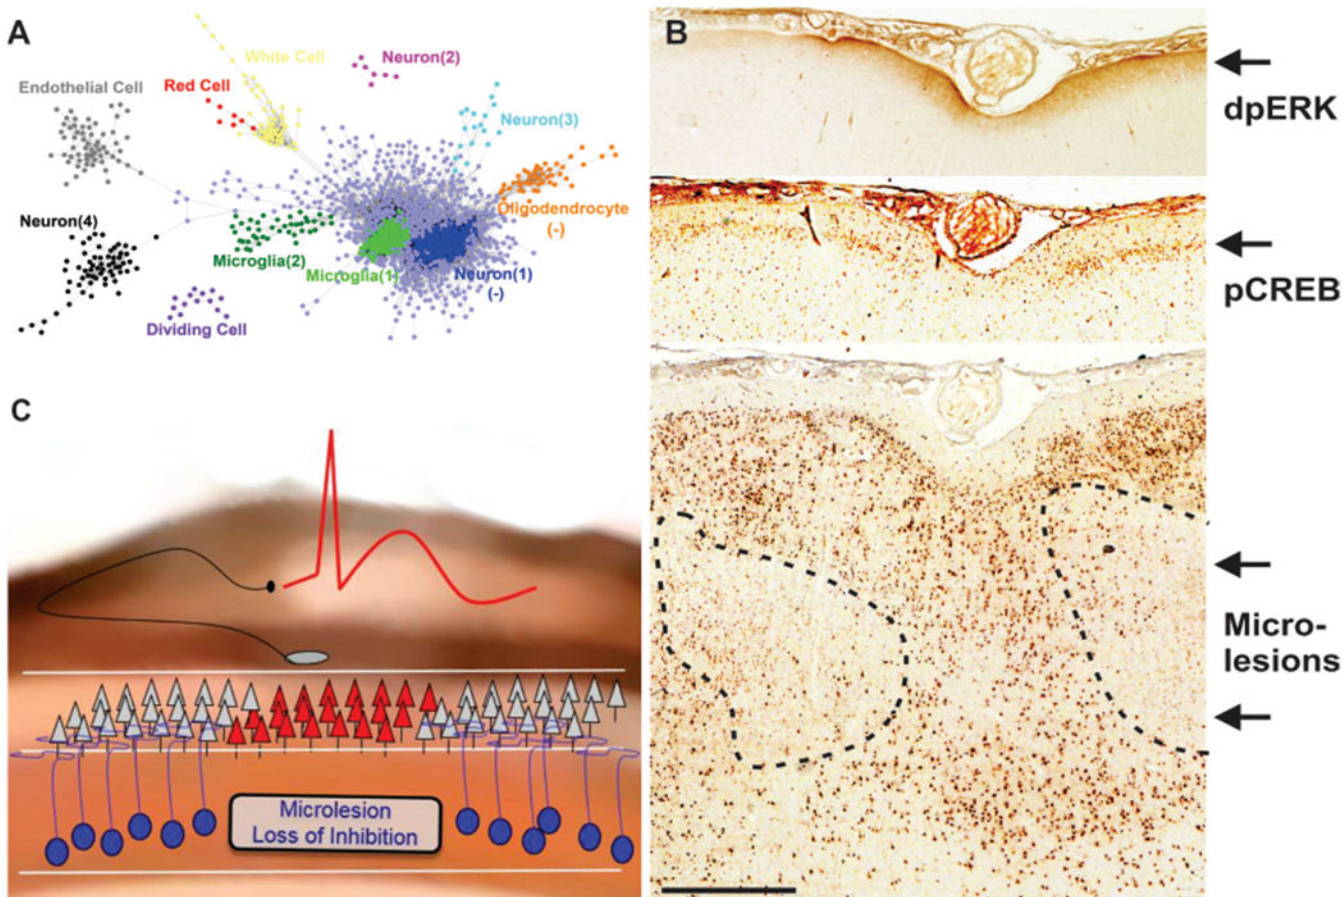 A
White Cell
Neuron(2)
Endothelial Cell
Red Cell
Neuron(3)
Neuron(4)
Oligodendrocyte
(-)
Microglia(2)
Microglia(1)
Neuron(1)
(-)
Dividing Cell
B
dpERK
pCREB
Micro-
lesions
C
Microlesion
Loss of Inhibition